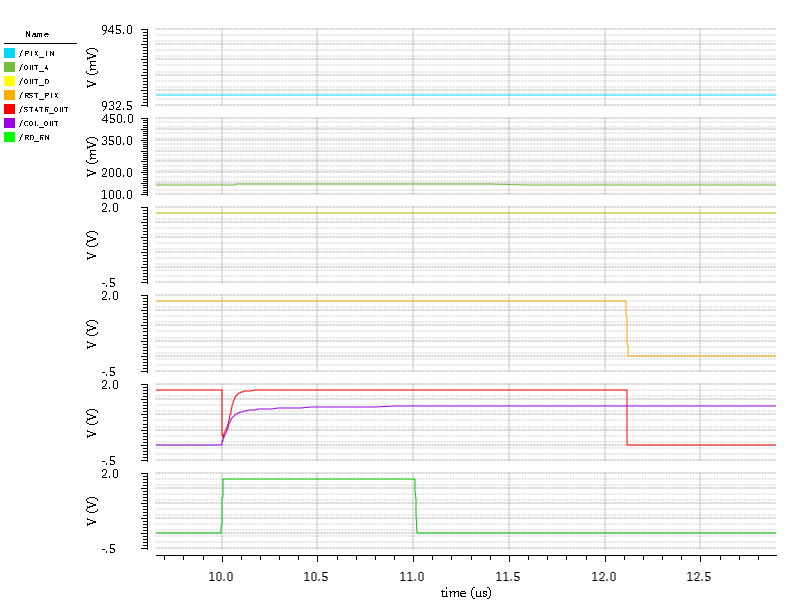 Name
/PIX_IN
/OUT_A
/OUT_D
/RST_PIX
/STATE_OUT
/COL_OUT
/RD_EN
945.0
V (mV)
932.5
450.0
350.0
V (mV)
200.0
100.0
2.0
V (V)
-.5
2.0
V (V)
-.5
2.0
V (V)
-.5
2.0
V (V)
-.5
10.0 10.5 11.0 11.5 12.0 12.5
time (us)